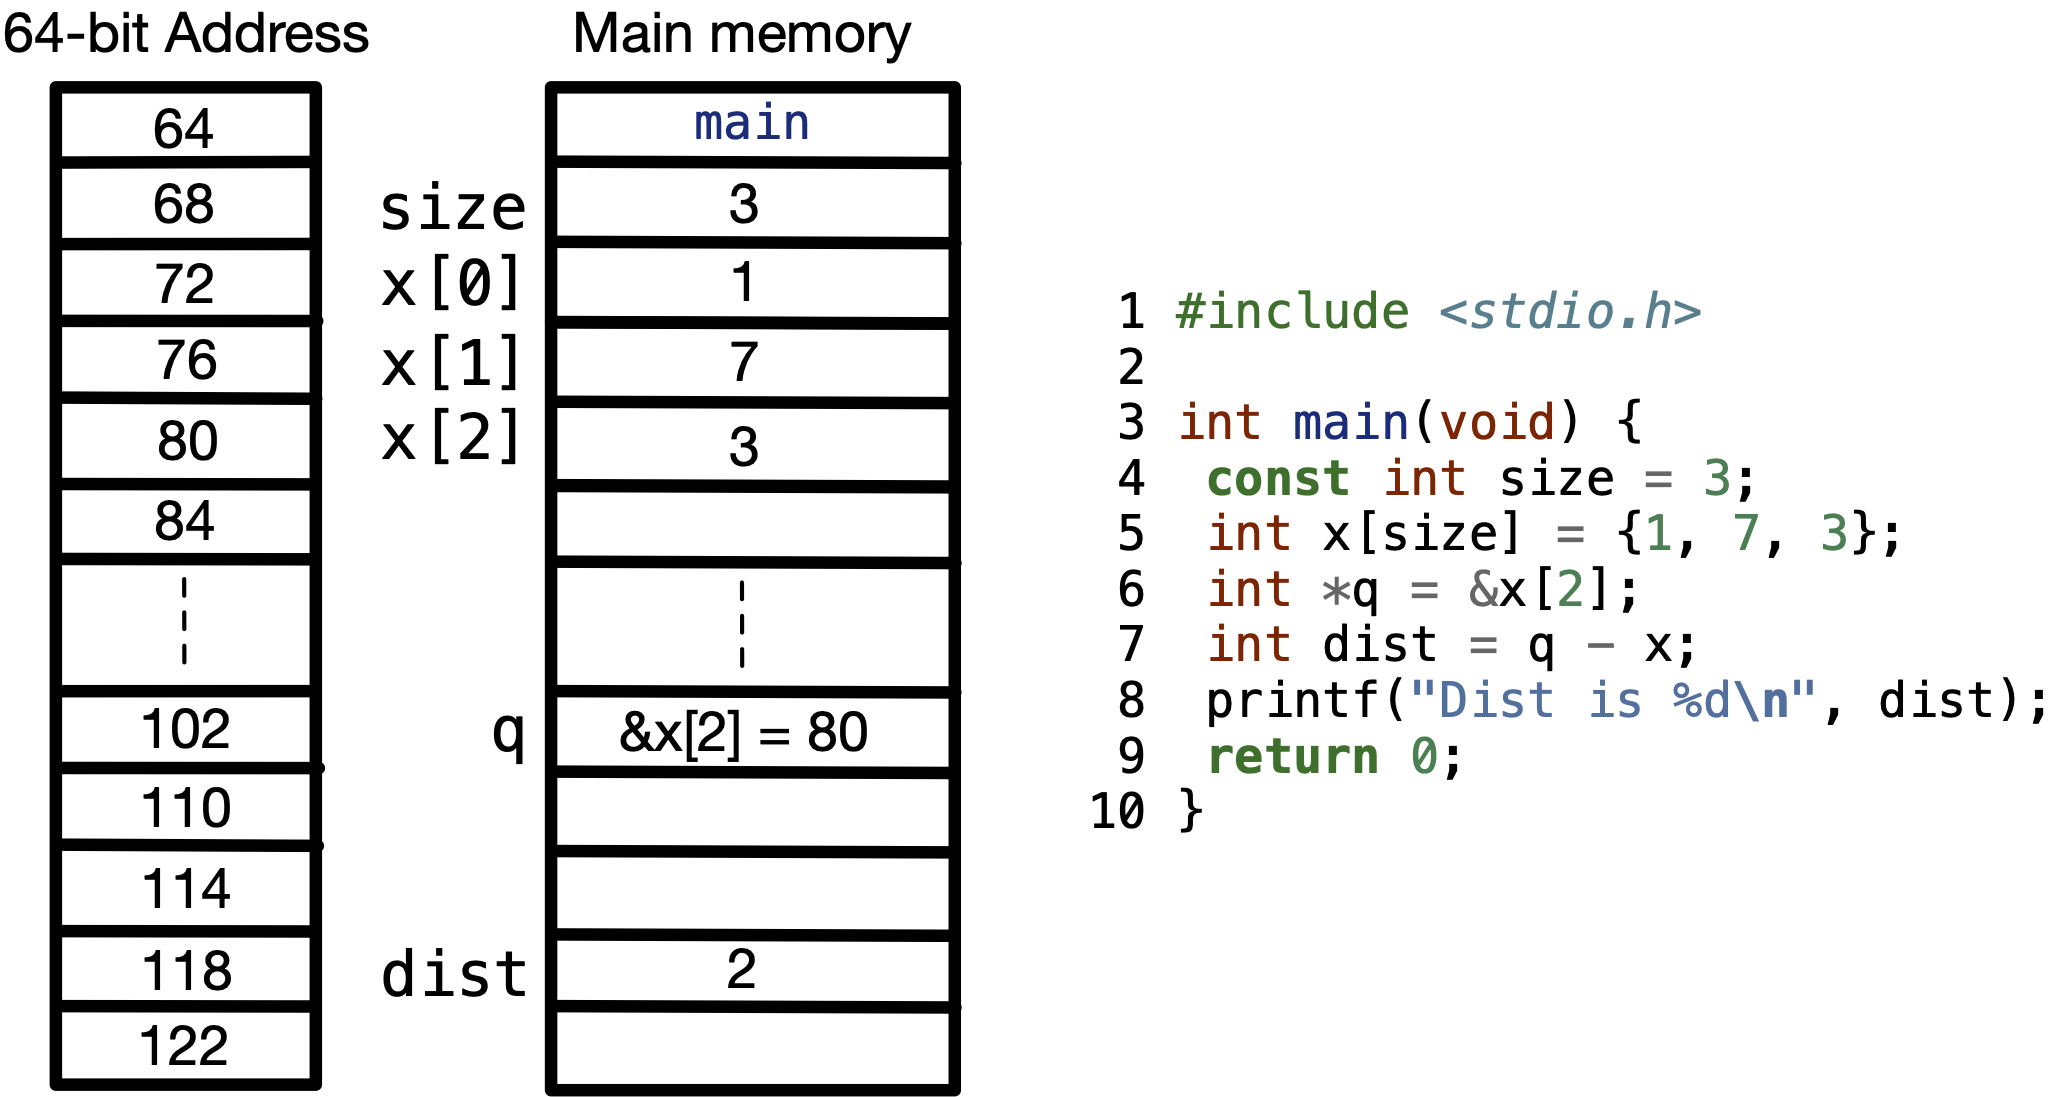 64-bit Address Main memory
64 main
68 size 3
72 x[0] 1
76 x[1] 7
80 x[2] 3
84
102 q &x[2] = 80
110
114
118 dist 2
122
1 #include <stdio.h>
2
3 int main(void) {
4 const int size = 3;
5 int x[size] = {1, 7, 3};
6 int *q = &x[2];
7 int dist = q - x;
8 printf("Dist is %d\n", dist);
9 return 0;
10 }